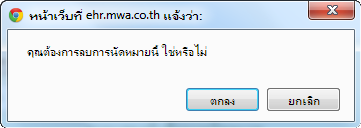 หน้าเว็บที่ ehr.mwa.co.th แจ้งว่า:
คุณต้องการลบการนัดหมายนี้ ใช่หรือไม่
ตกลง
ยกเลิก